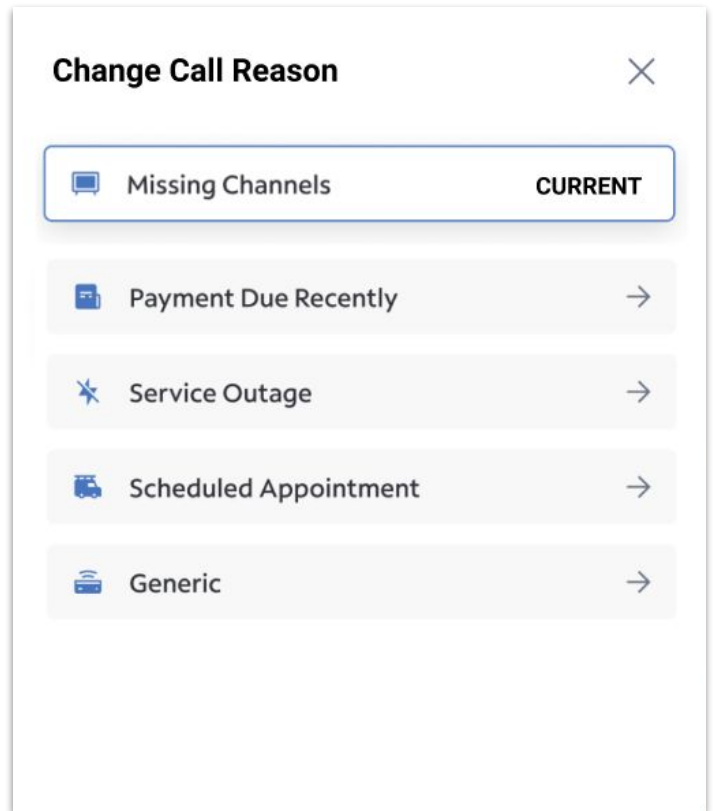 Change Call Reason
Missing Channels CURRENT
Payment Due Recently
Service Outage
Scheduled Appointment
Generic